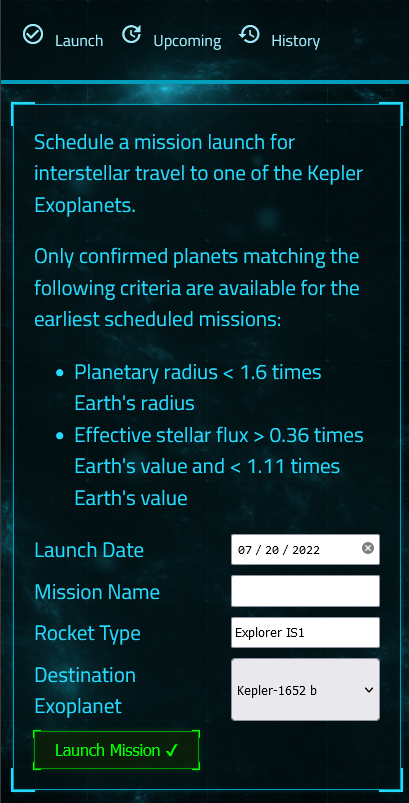 Launch Upcoming History
Schedule a mission launch for
interstellar travel to one of the Kepler
Exoplanets.
Only confirmed planets matching the
following criteria are available for the
earliest scheduled missions:
• Planetary radius < 1.6 times
Earth's radius
• Effective stellar flux > 0.36 times
Earth's value and < 1.11 times
Earth's value
Launch Date 07 / 20 / 2022
Mission Name
Rocket Type Explorer IS1
Destination
Exoplanet Kepler-1652 b
Launch Mission ✓